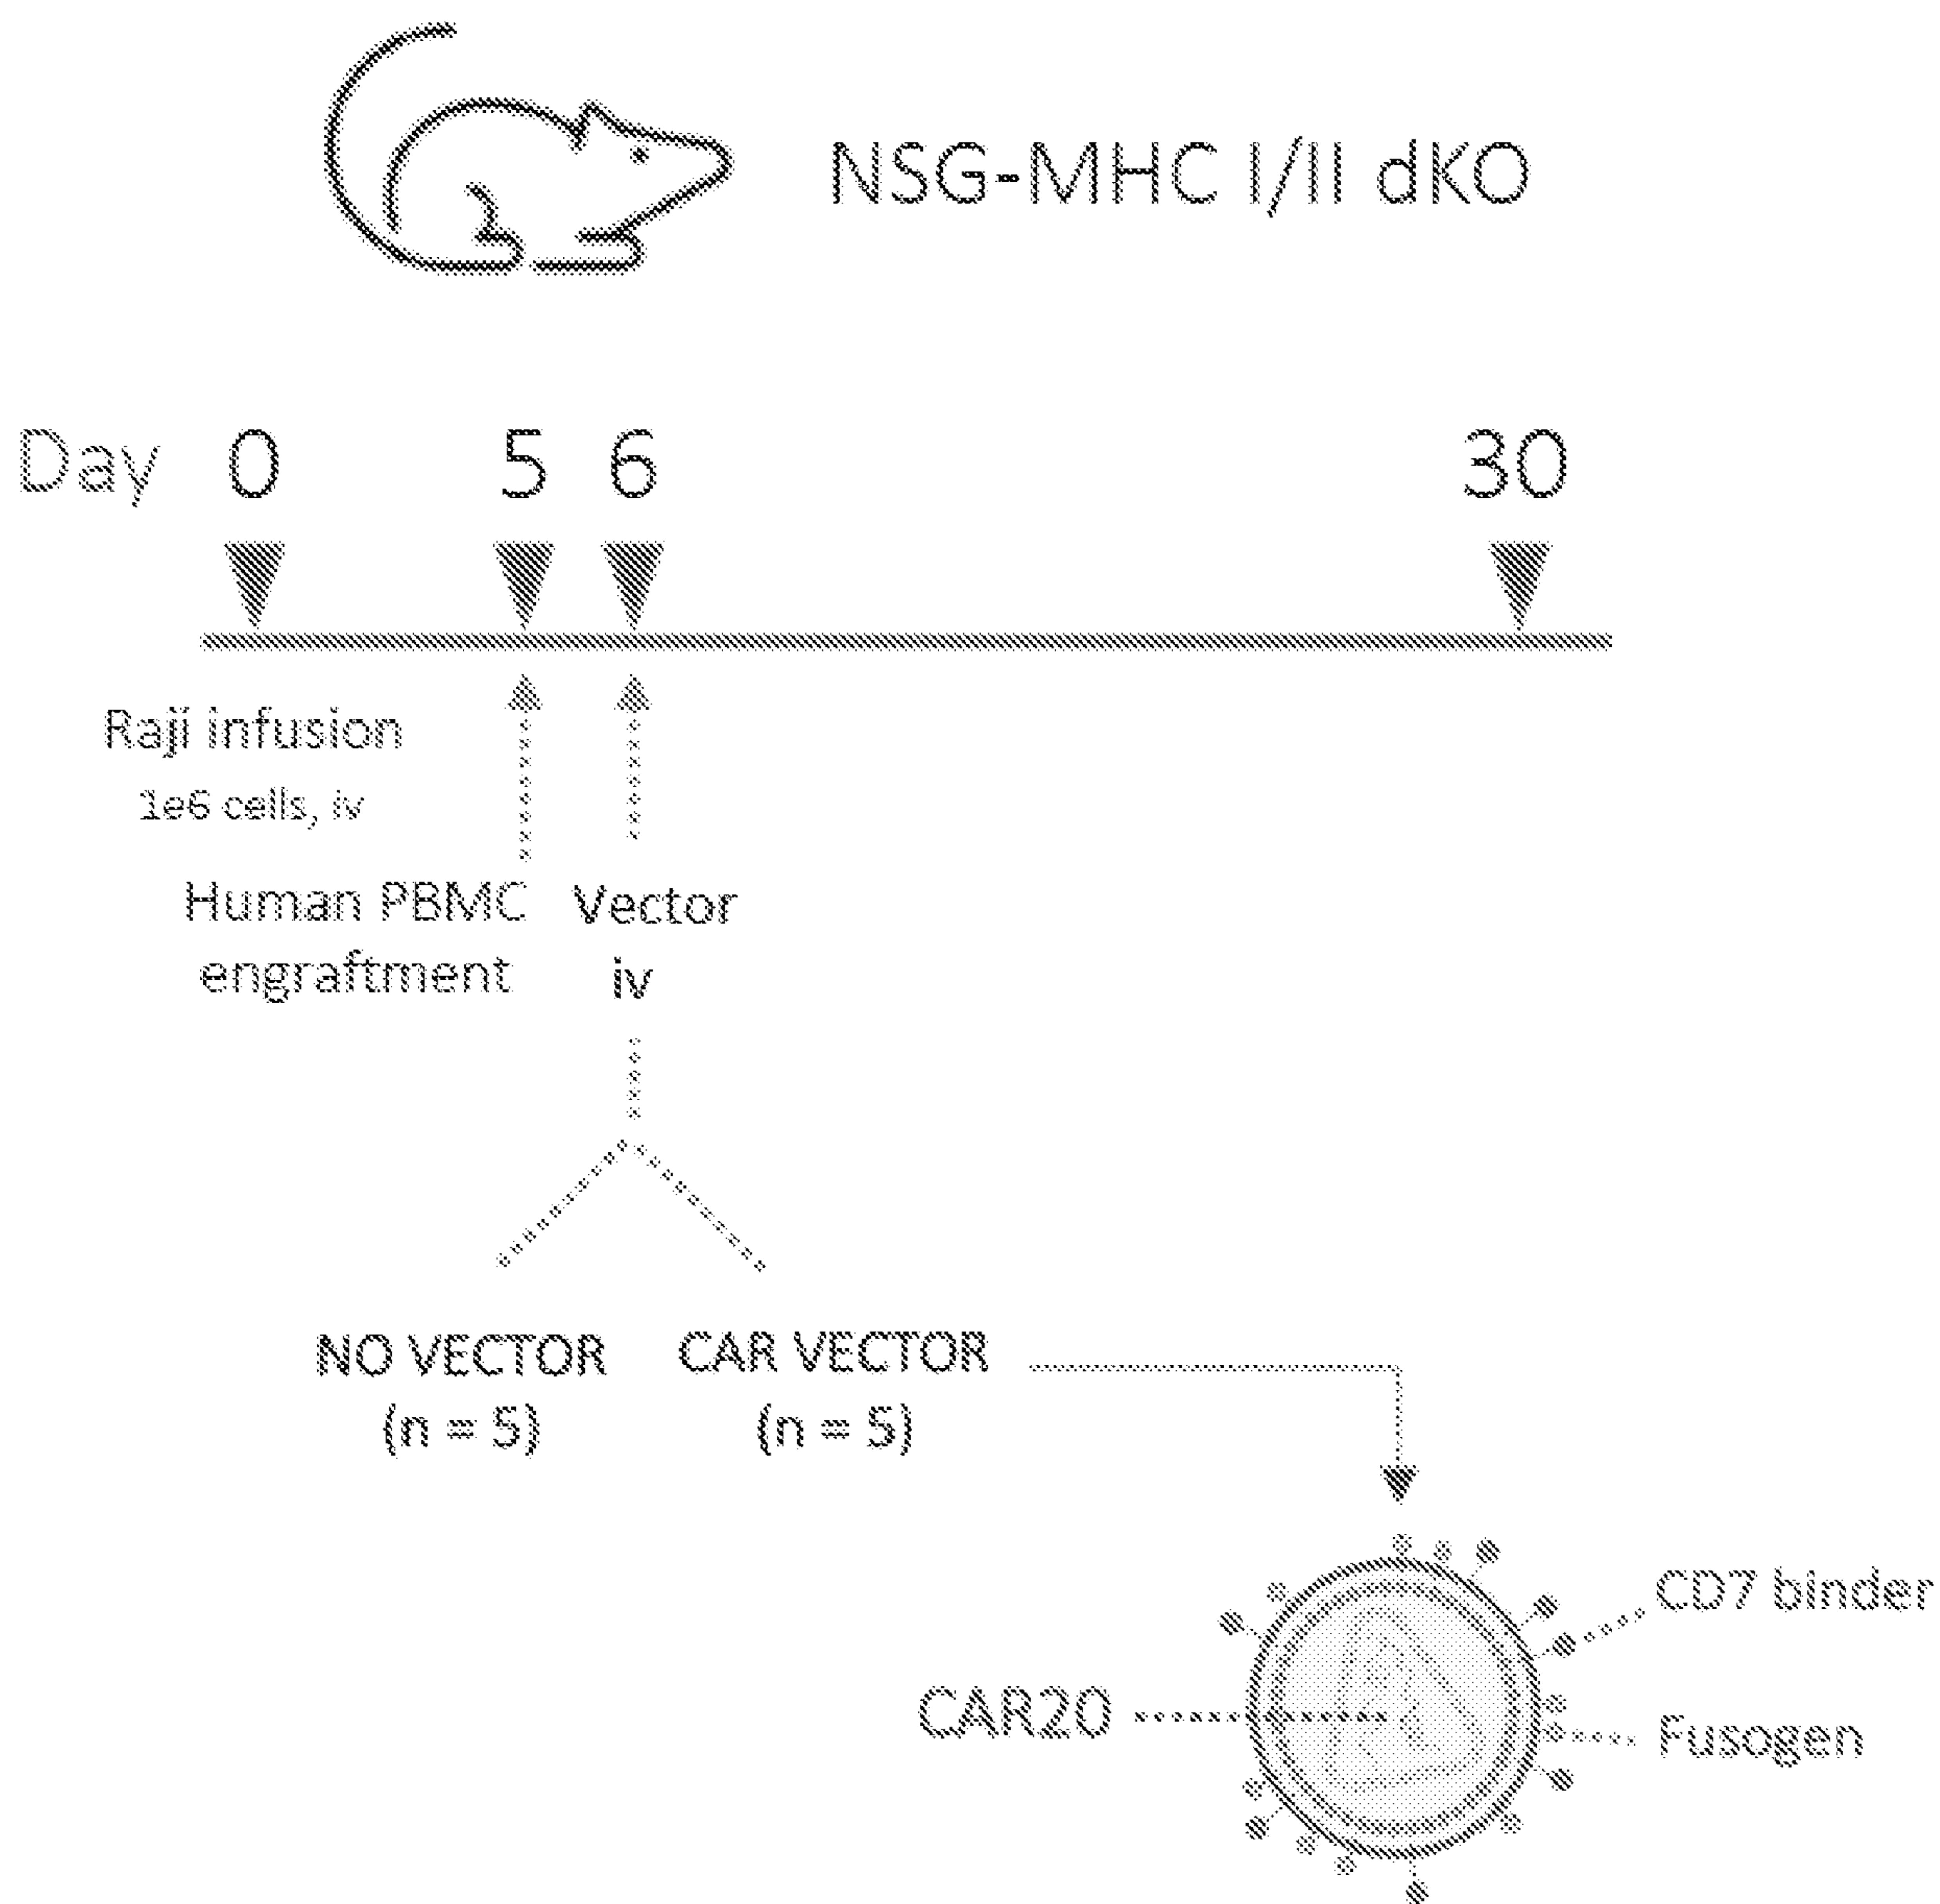 NSG-MHC I/II dKO
Day 0 5 6 30
Raji infusion
1e6 cells, iv
Human PBMC
engraftment
Vector
iv
NO VECTOR
(n = 5)
CAR VECTOR
(n = 5)
CD7 binder
CAR20
Fusogen